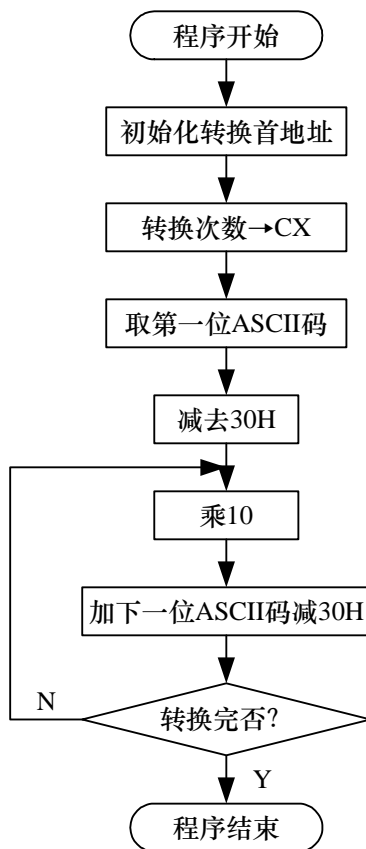 程序开始
初始化转换首地址
转换次数→CX
取第一位ASCII码
减去30H
乘10
加下一位ASCII码减30H
转换完否?
N
Y
程序结束